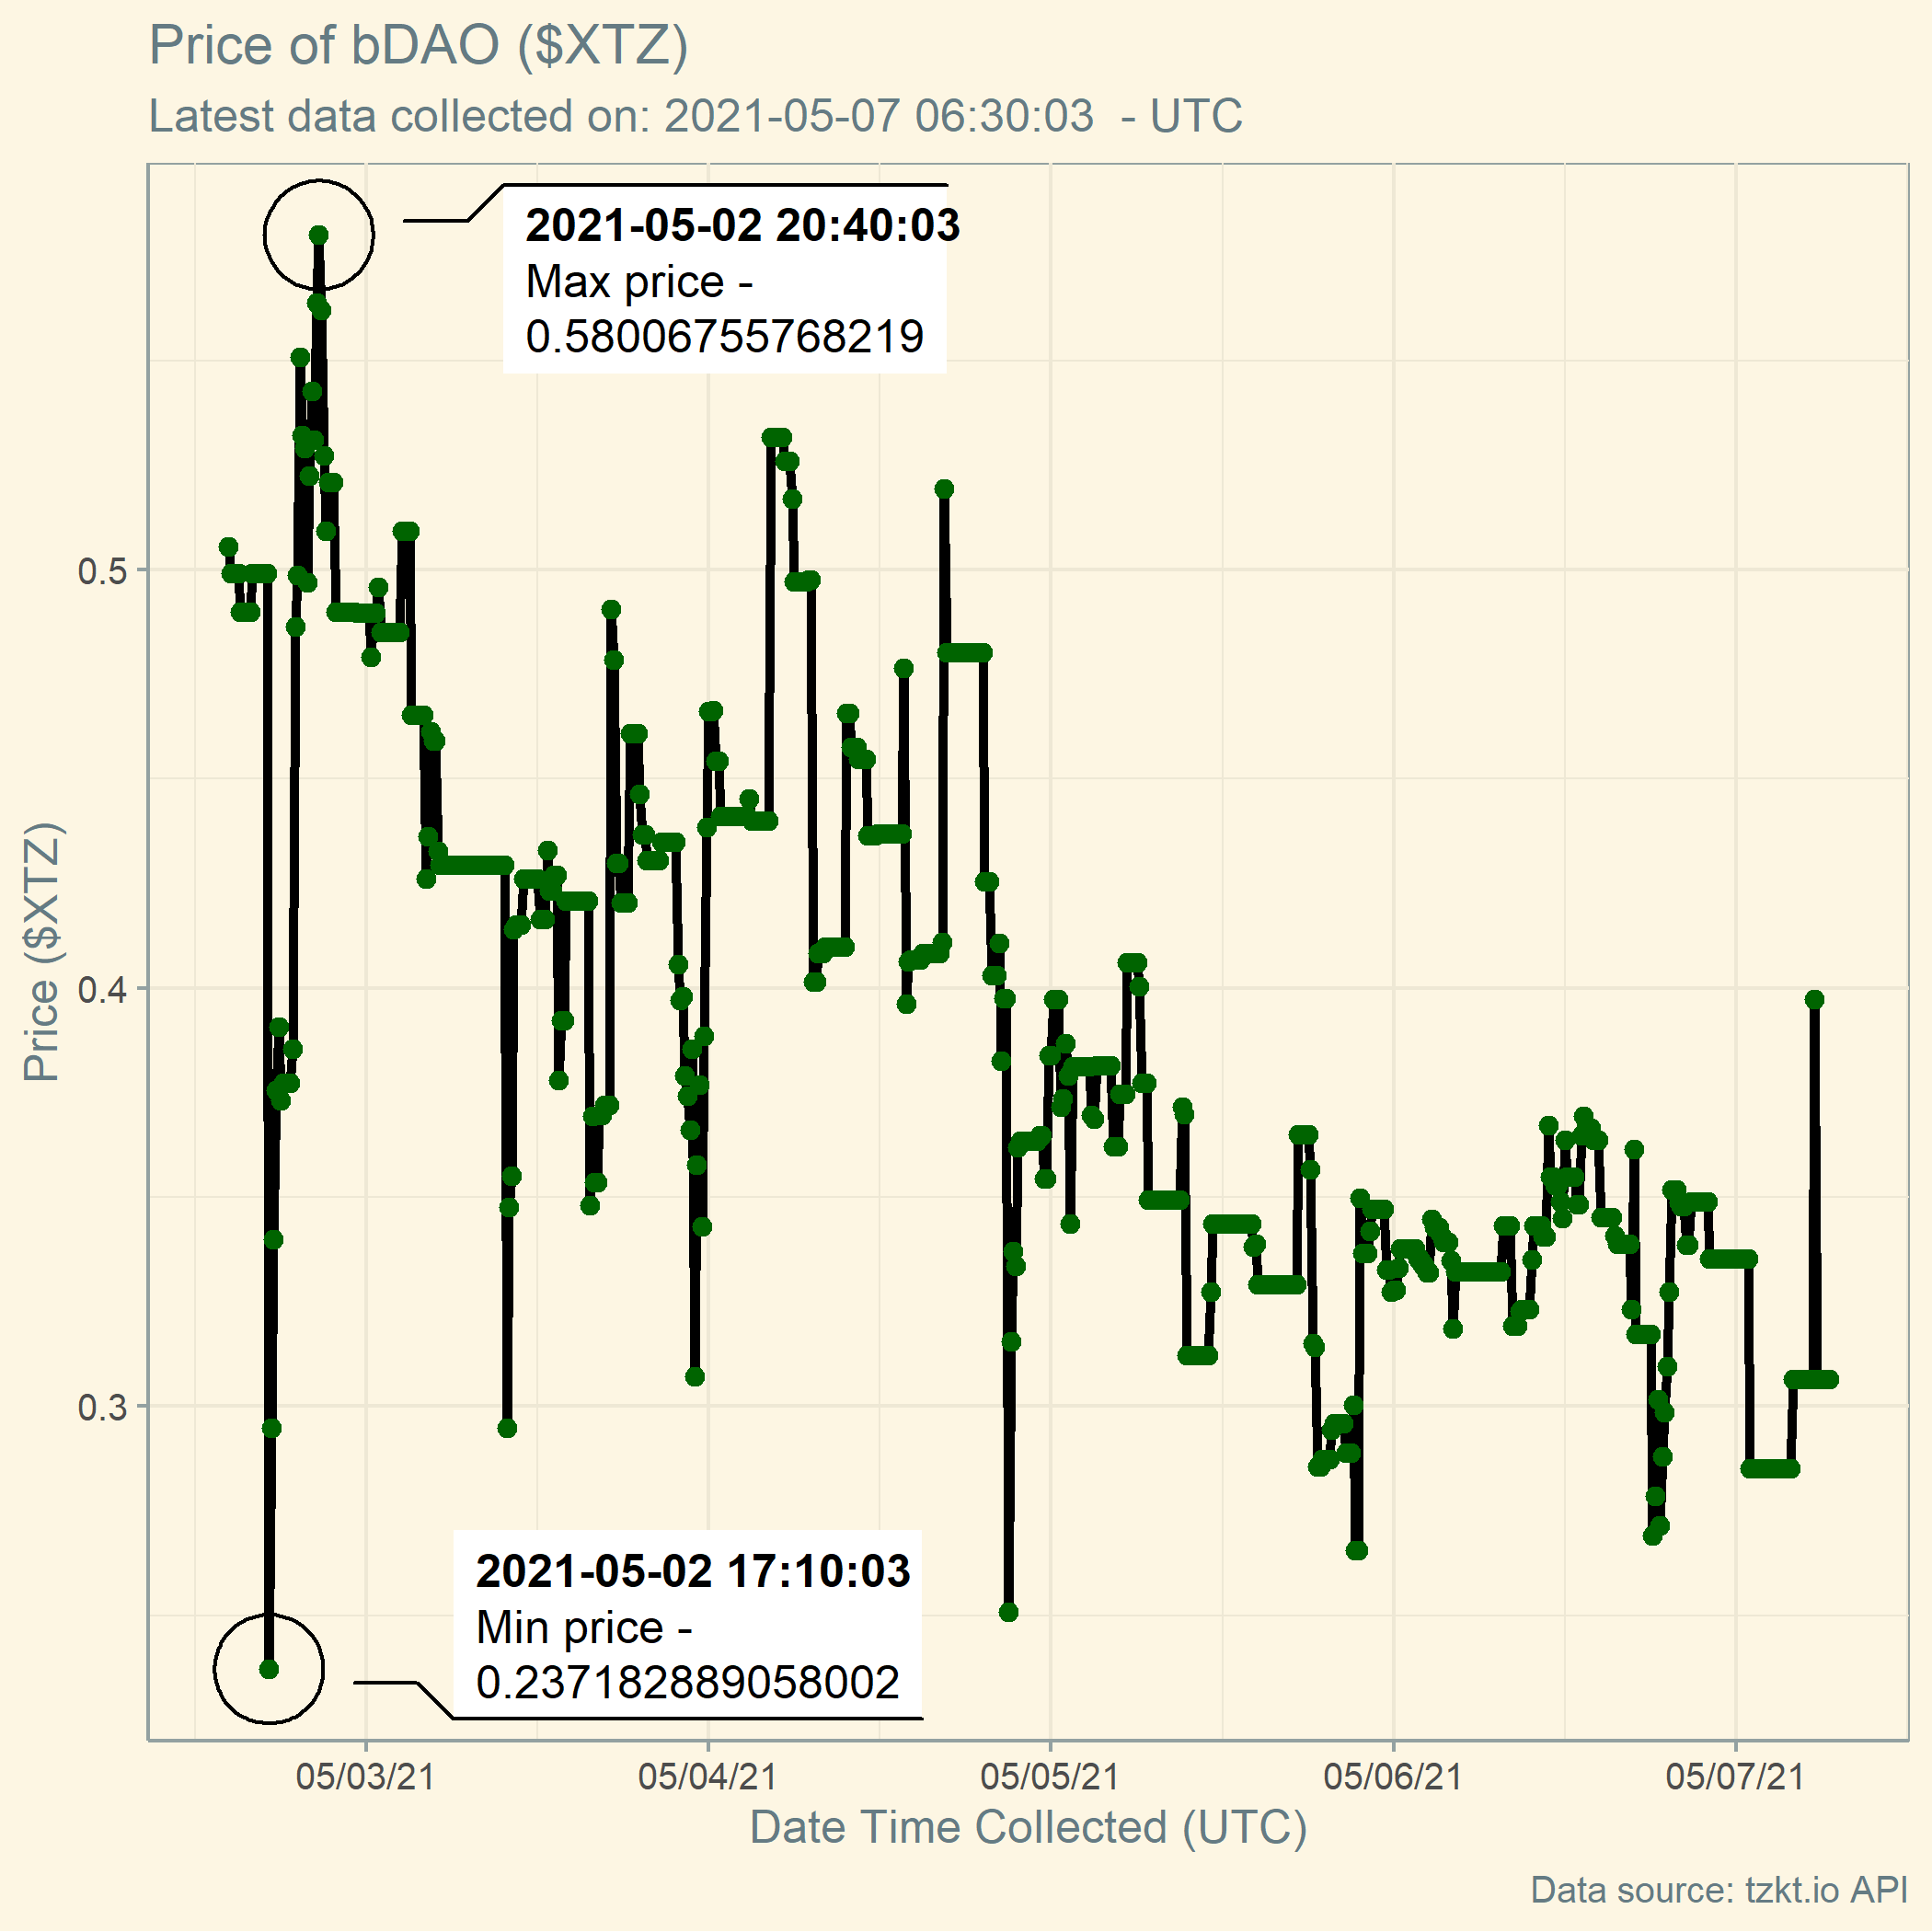 Price of bDAO ($XTZ)
Latest data collected on: 2021-05-07 06:30:03  - UTC
2021-05-02 20:40:03
Max price -
0.58006755768219
0.5
0.4
0.3
Price ($XTZ)
2021-05-02 17:10:03
Min price -
0.237182889058002
05/03/21
05/04/21
05/05/21
05/06/21
05/07/21
Date Time Collected (UTC)
Data source: tzkt.io API